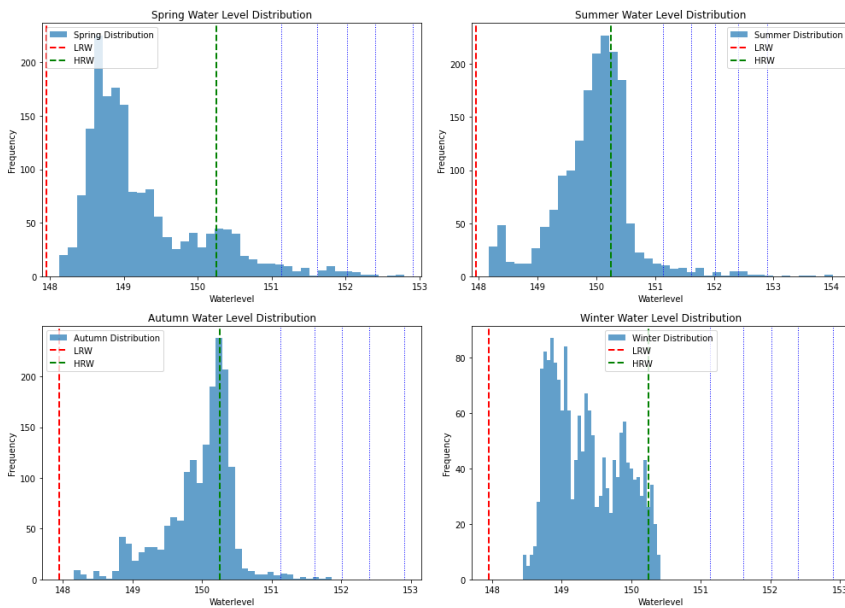 Spring Water Level Distribution
Spring Distribution
LRW
HRW
Frequency
200
150
100
50
0
148
149
150
151
152
153
Waterlevel
Summer Water Level Distribution
Summer Distribution
LRW
HRW
Frequency
200
150
100
50
0
148
149
150
151
152
153
154
Waterlevel
Autumn Water Level Distribution
Autumn Distribution
LRW
HRW
Frequency
200
150
100
50
0
148
149
150
151
152
153
Waterlevel
Winter Water Level Distribution
Winter Distribution
LRW
HRW
Frequency
80
60
40
20
0
148
149
150
151
152
153
Waterlevel